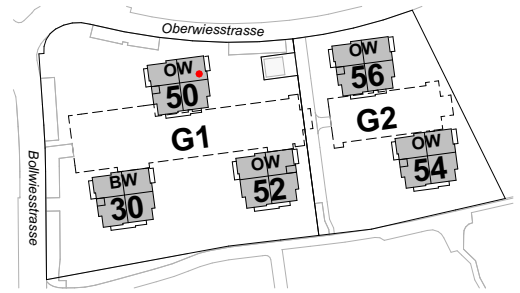 Oberwiesstrasse
OW
50
OW
56
G1
G2
Bollwiesstrasse
BW
30
OW
52
OW
54